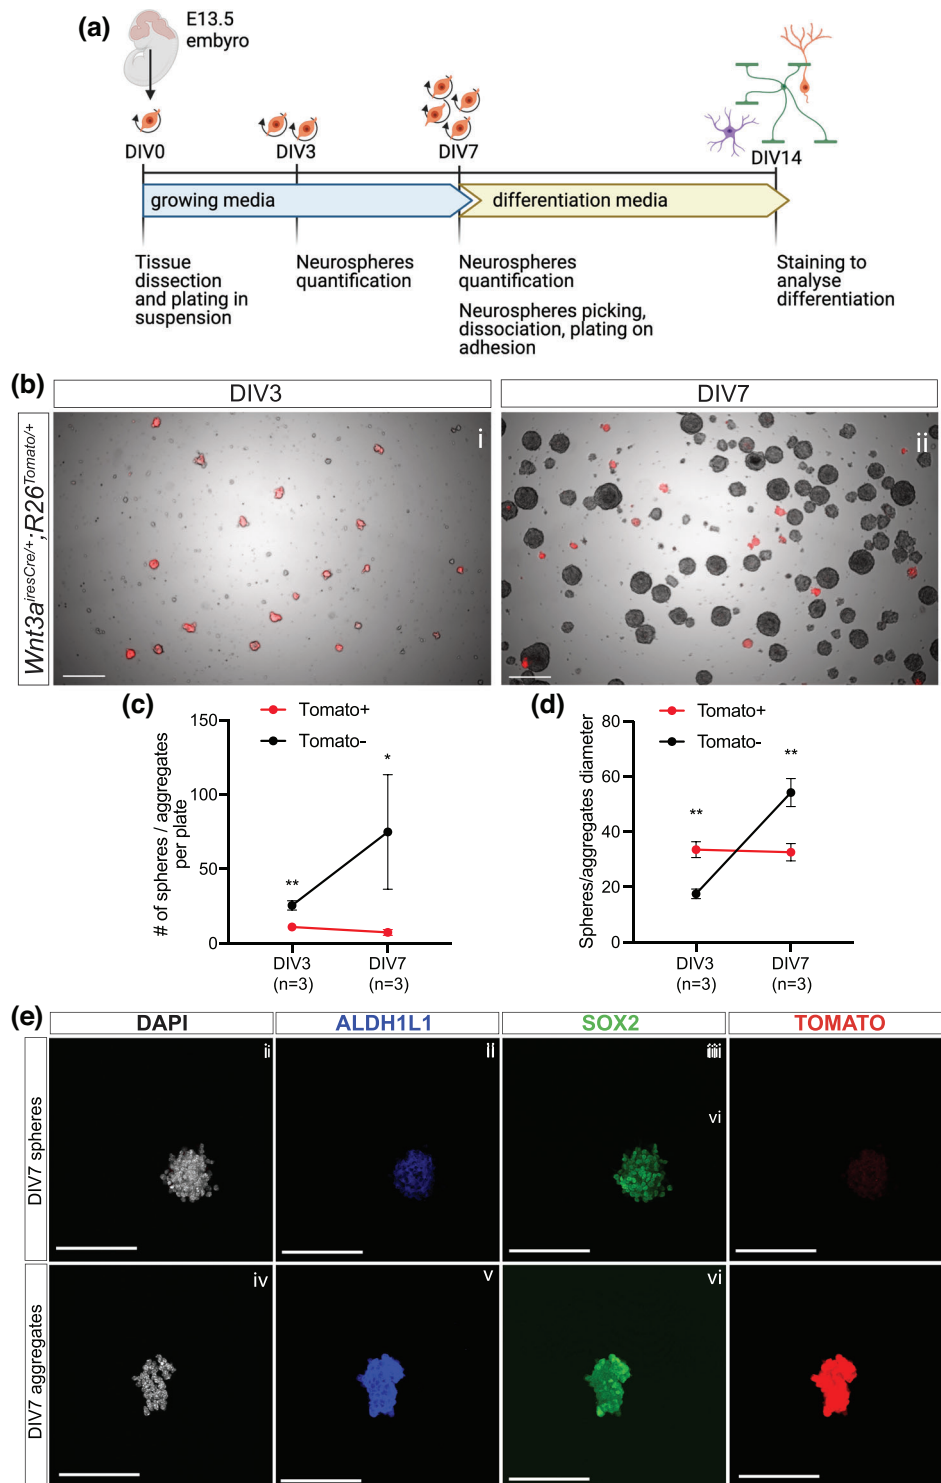 (a)
E13.5
embyro
DIV0
DIV3
DIV7
DIV14
growing media
differentiation media
Tissue
dissection
and plating in
suspension
Neurospheres
quantification
Neurospheres
quantification
Neurospheres picking,
dissociation, plating on
adhesion
Staining to
analyse
differentiation
(b)
DIV3
DIV7
Wnt3a^iresCre/+;R26^Tomato/+
i
ii
(c)
Tomato+
Tomato-
# of spheres / aggregates
per plate
150
100
50
0
**
*
DIV3
(n=3)
DIV7
(n=3)
(d)
Tomato+
Tomato-
Spheres/aggregates diameter
80
60
40
20
0
**
**
DIV3
(n=3)
DIV7
(n=3)
(e)
DAPI
ALDH1L1
SOX2
TOMATO
DIV7 spheres
i
ii
iii
vi
DIV7 aggregates
iv
v
vi